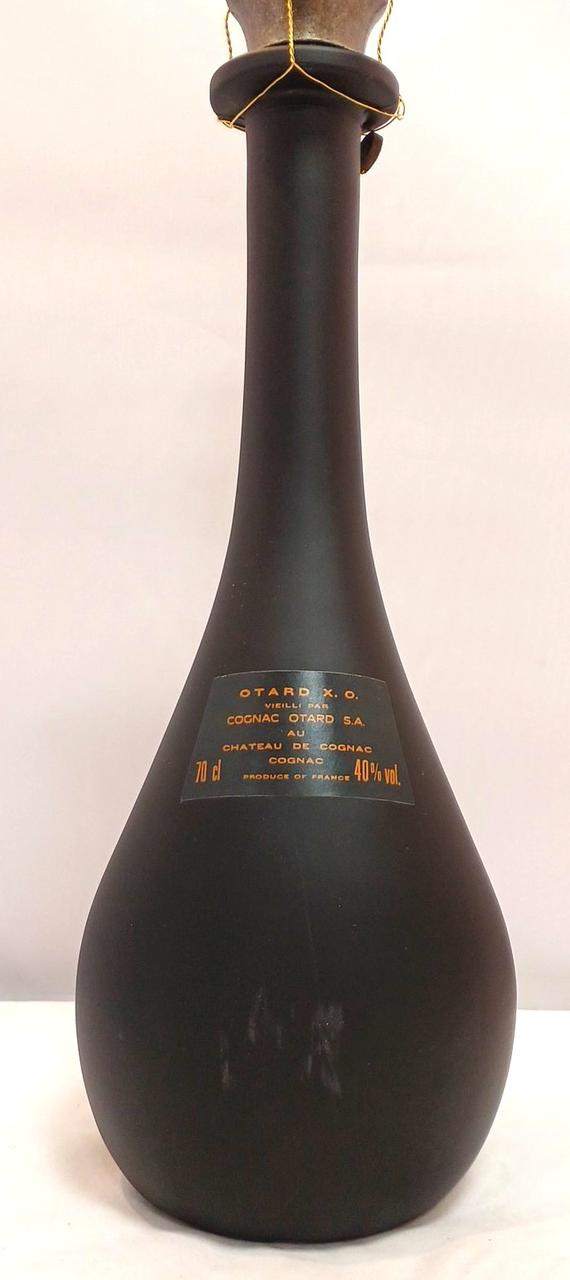 OTARD X.O.
VIEILLI PAR
COGNAC OTARD S.A.
AU
CHATEAU DE COGNAC
COGNAC
70 cl PRODUCE OF FRANCE 40% vol.